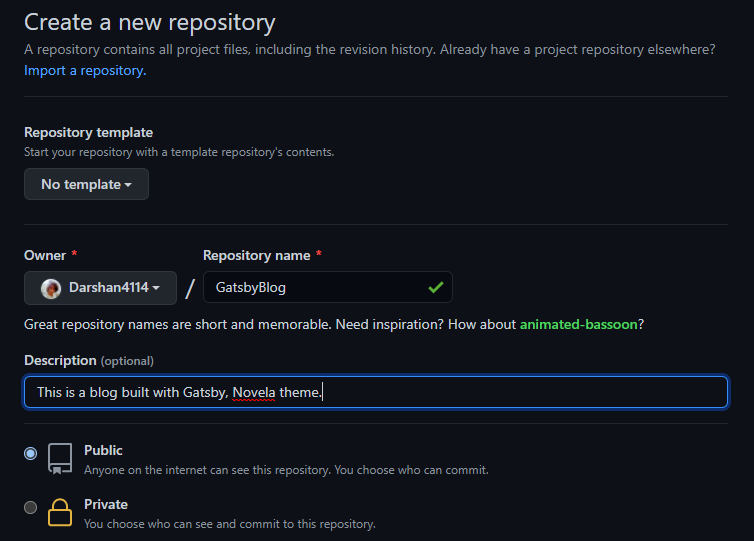 Create a new repository
A repository contains all project files, including the revision history. Already have a project repository elsewhere?
Import a repository.
Repository template
Start your repository with a template repository's contents.
No template
Owner * Repository name *
Darshan4114 / GatsbyBlog
Great repository names are short and memorable. Need inspiration? How about animated-bassoon?
Description (optional)
This is a blog built with Gatsby, Novela theme.
Public
Anyone on the internet can see this repository. You choose who can commit.
Private
You choose who can see and commit to this repository.